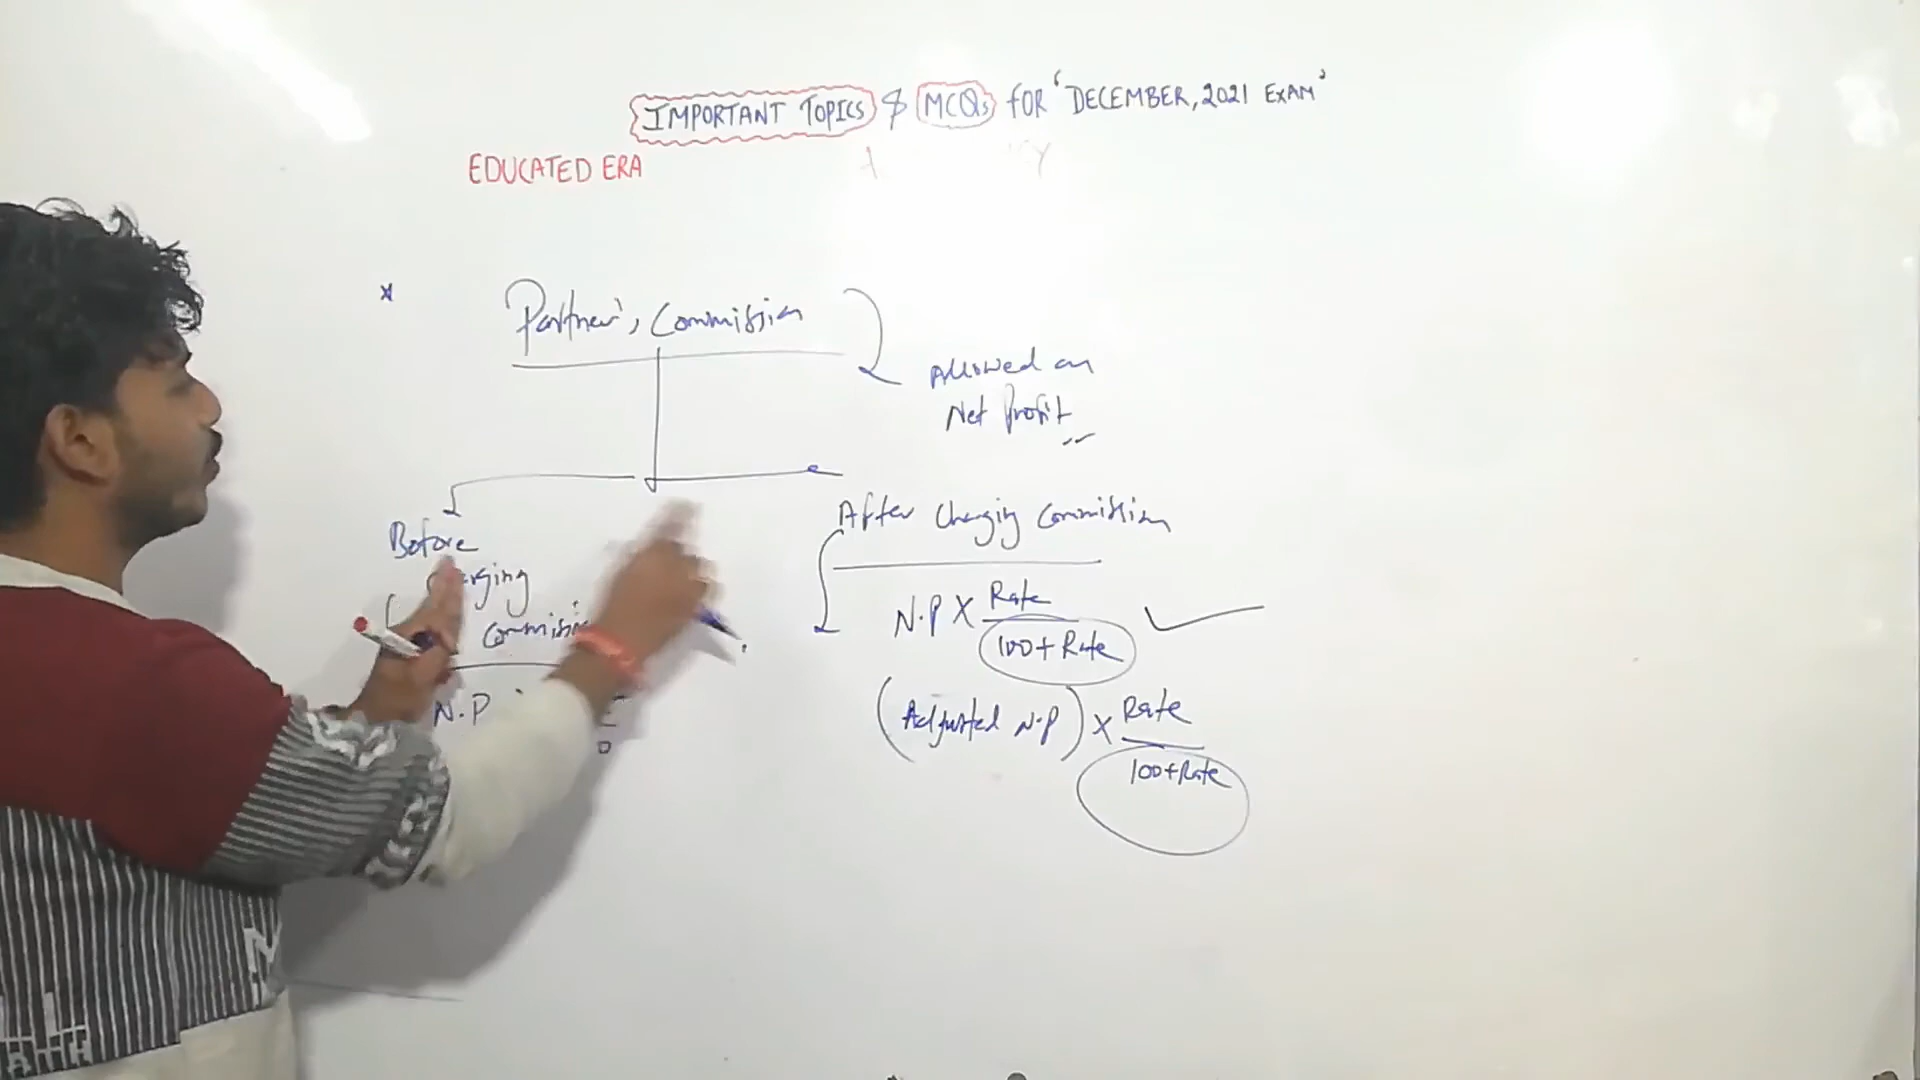 IMPORTANT TOPICS & MCQs FOR 'DECEMBER, 2021 EXAM'
EDUCATED ERA
Partner's Commission
Allowed on
Net Profit
Before
Commission
N.P
After Charging Commission
N.P X Rate
100+ Rate
(Adjusted N.P) X Rate
100+Rate